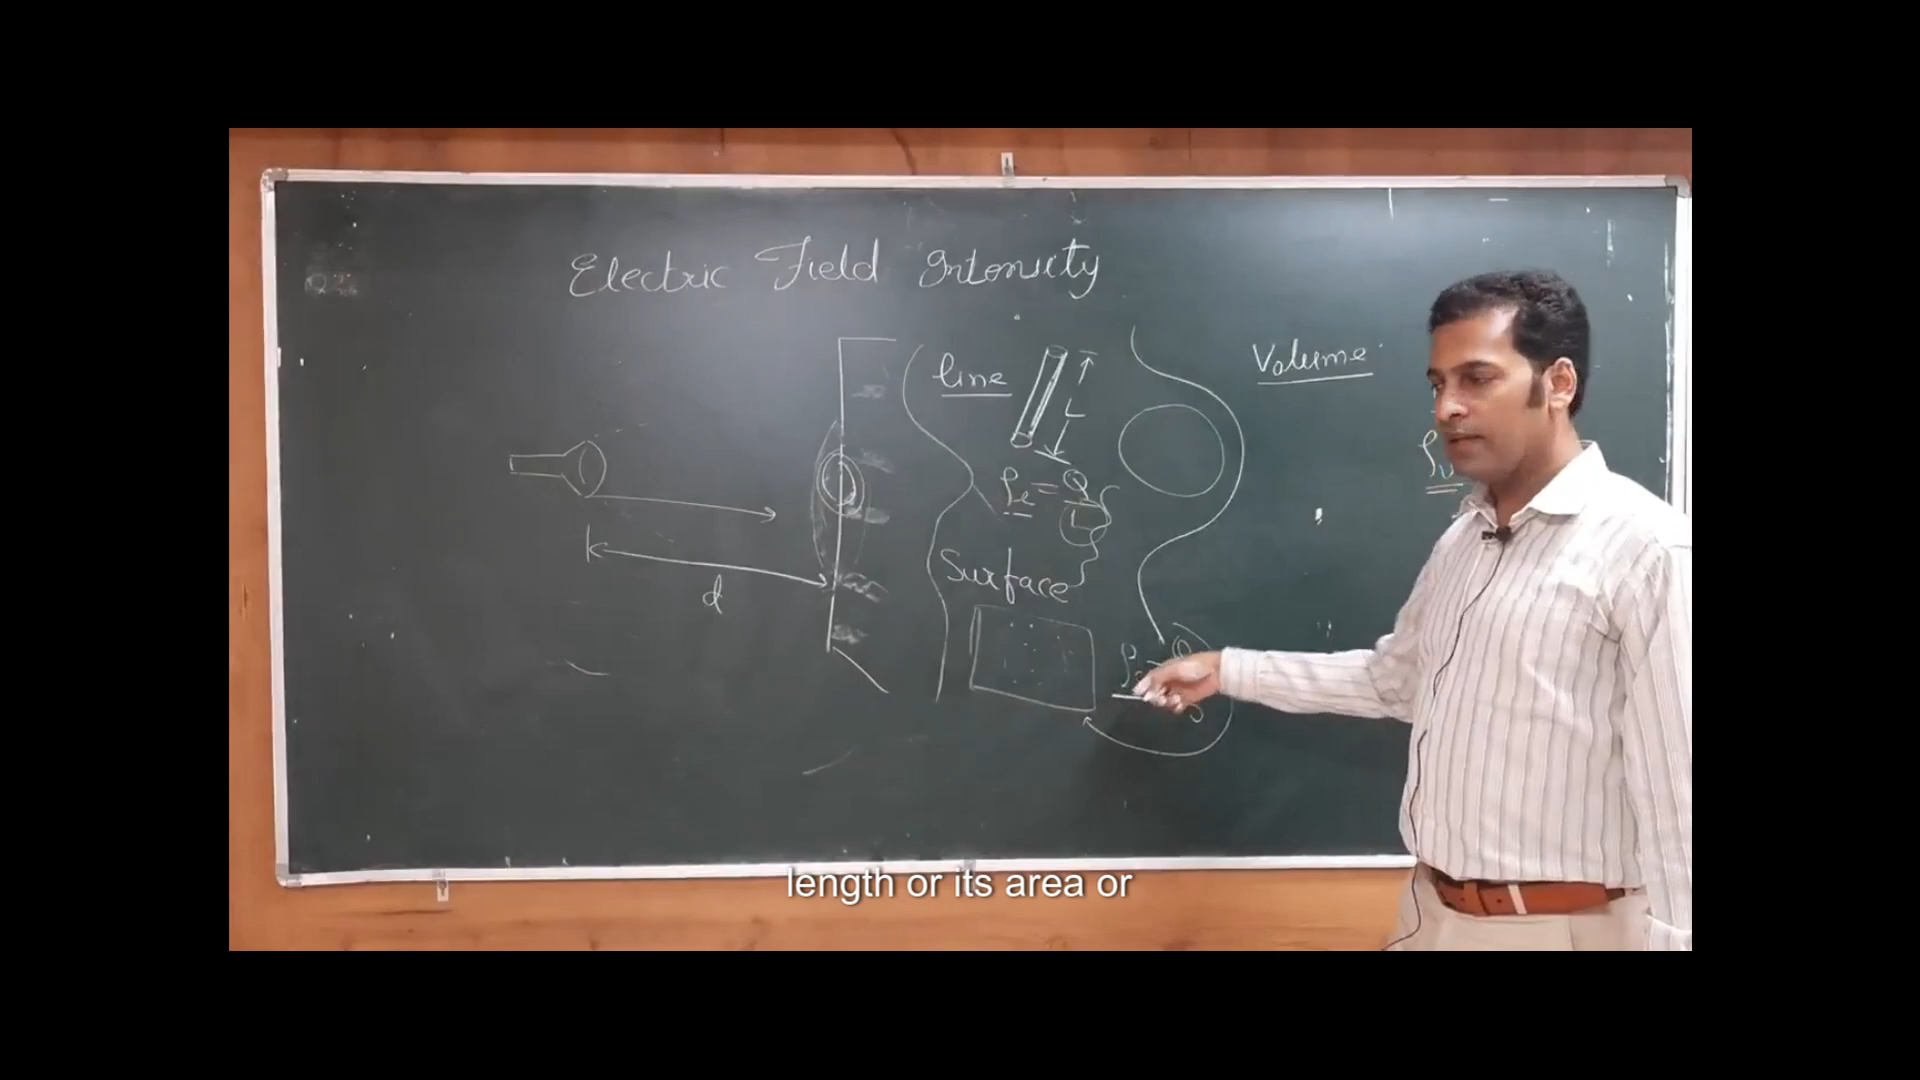 Electric Field Intensity
line
L
ρℓ = Q
L
Surface
d
Volume
length or its area or